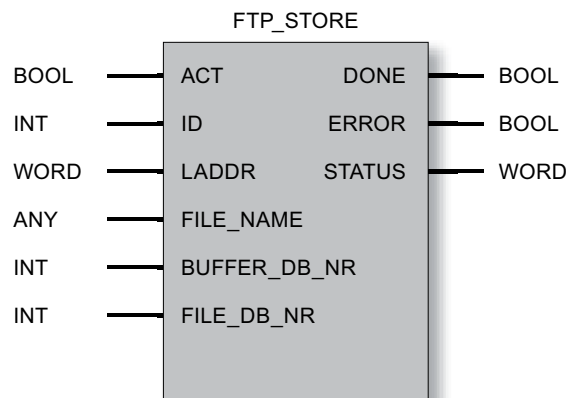 FTP_STORE
BOOL ACT DONE BOOL
INT ID ERROR BOOL
WORD LADDR STATUS WORD
ANY FILE_NAME
INT BUFFER_DB_NR
INT FILE_DB_NR